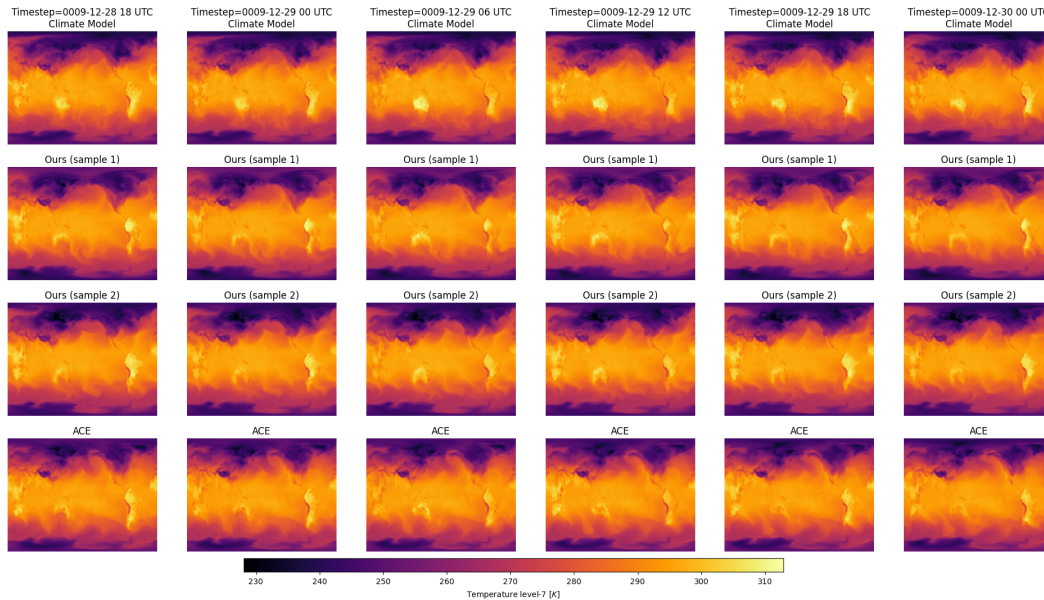 Timestep=0009-12-28 18 UTC Timestep=0009-12-29 00 UTC Timestep=0009-12-29 06 UTC Timestep=0009-12-29 12 UTC Timestep=0009-12-29 18 UTC Timestep=0009-12-30 00 UTC
Climate Model Climate Model Climate Model Climate Model Climate Model Climate Model
Ours (sample 1) Ours (sample 1) Ours (sample 1) Ours (sample 1) Ours (sample 1) Ours (sample 1)
Ours (sample 2) Ours (sample 2) Ours (sample 2) Ours (sample 2) Ours (sample 2) Ours (sample 2)
ACE ACE ACE ACE ACE ACE
230 240 250 260 270 280 290 300 310
Temperature level-7 [K]